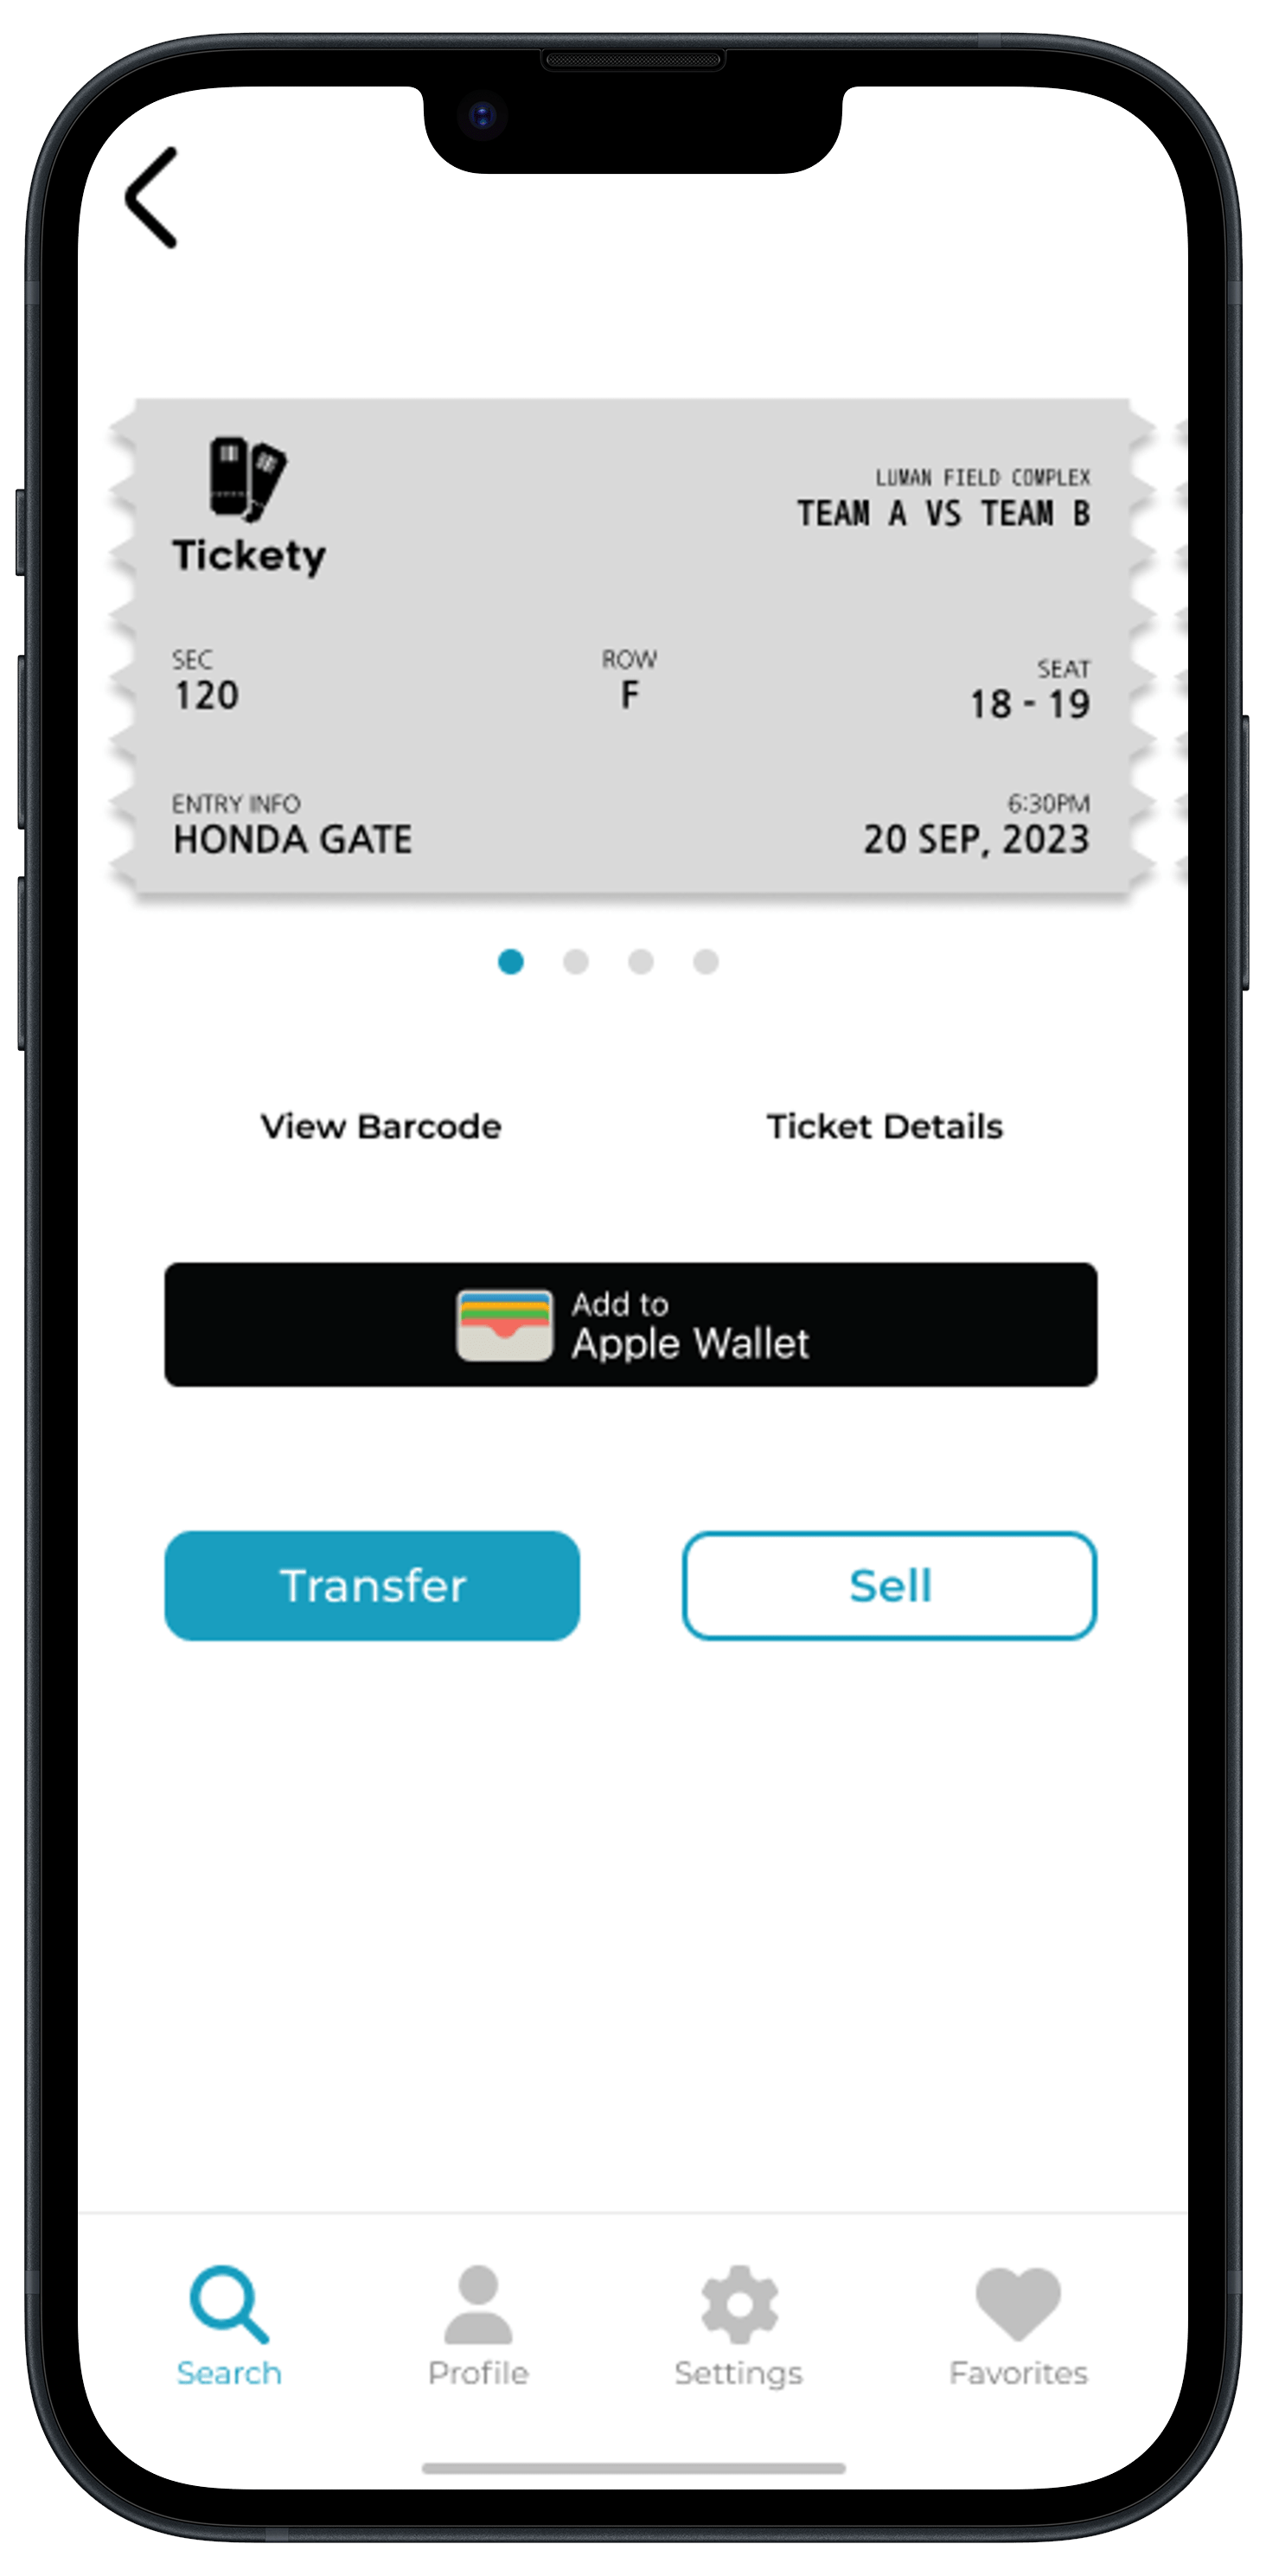 LUMAN FIELD COMPLEX
TEAM A VS TEAM B
Tickety
SEC
120
ROW
F
SEAT
18 - 19
ENTRY INFO
HONDA GATE
6:30PM
20 SEP, 2023
View Barcode
Ticket Details
Add to
Apple Wallet
Transfer
Sell
Search
Profile
Settings
Favorites